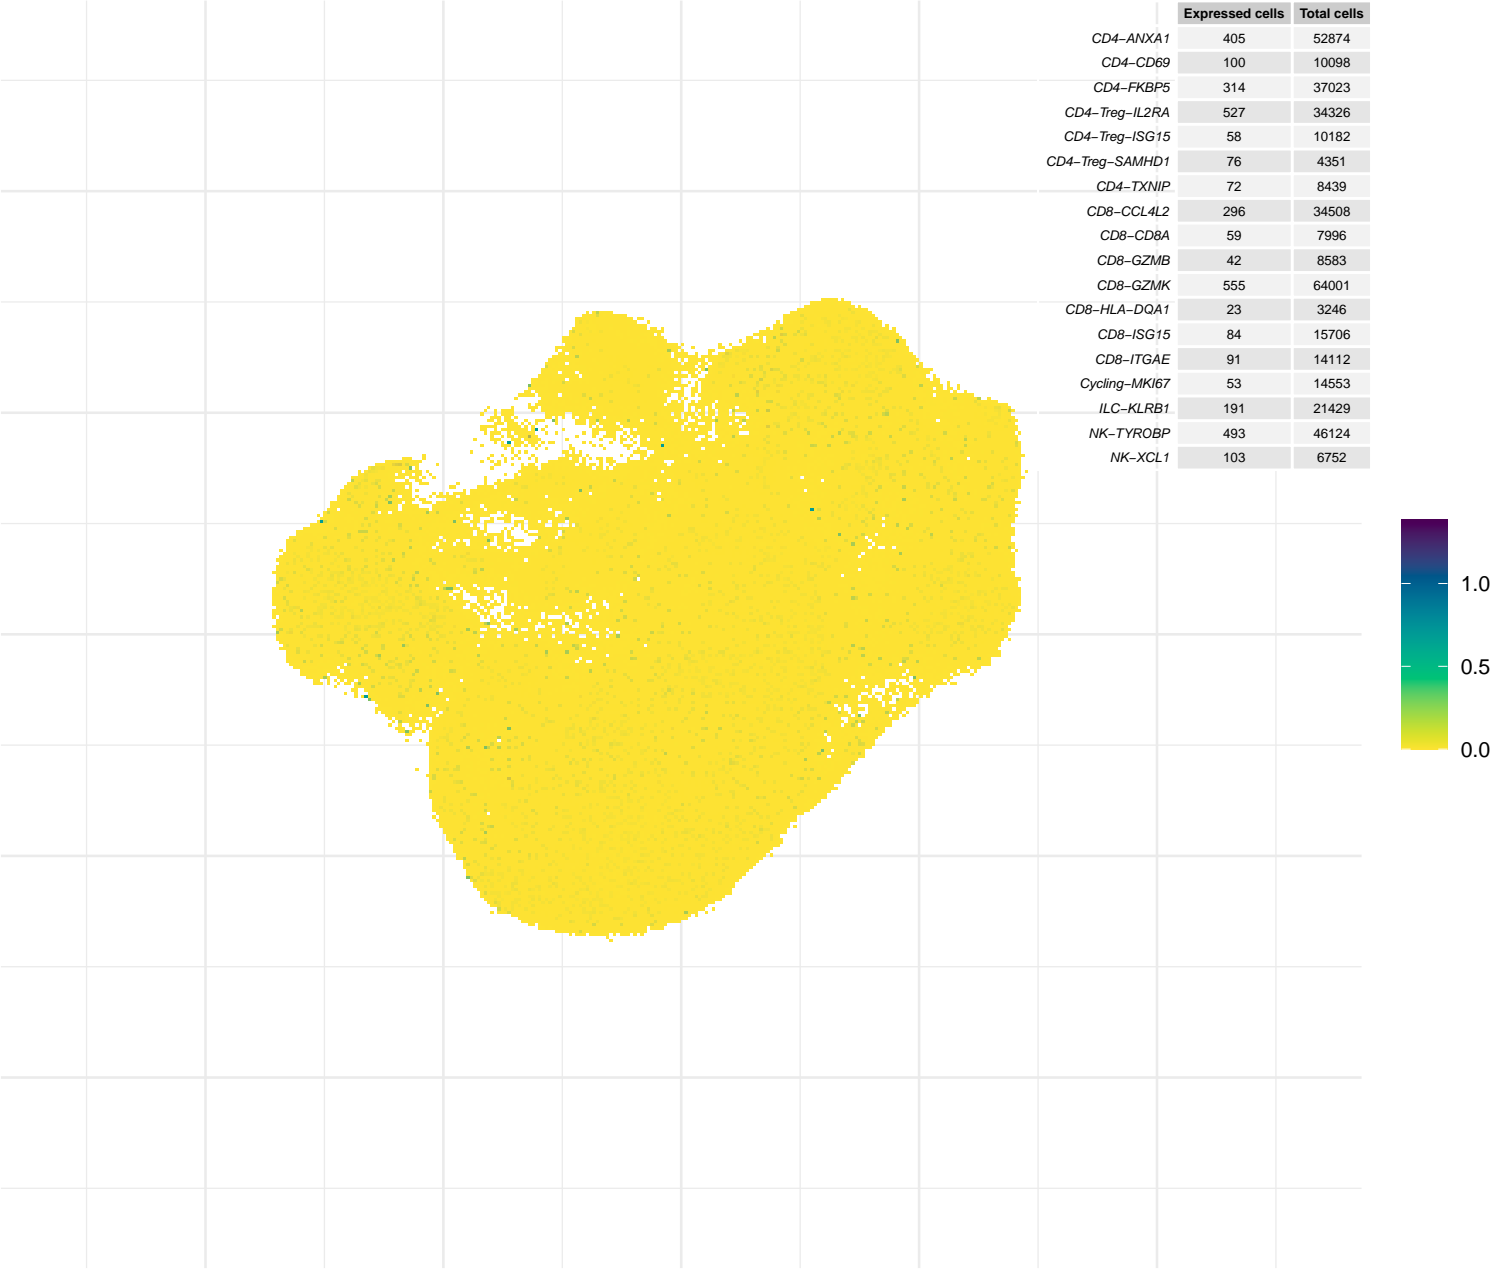 Expressed cells Total cells
CD4−ANXA1 405 52874
CD4−CD69 100 10098
CD4−FKBP5 314 37023
CD4−Treg−IL2RA 527 34326
CD4−Treg−ISG15 58 10182
CD4−Treg−SAMHD1 76 4351
CD4−TXNIP 72 8439
CD8−CCL4L2 296 34508
CD8−CD8A 59 7996
CD8−GZMB 42 8583
CD8−GZMK 555 64001
CD8−HLA−DQA1 23 3246
CD8−ISG15 84 15706
CD8−ITGAE 91 14112
Cycling−MKI67 53 14553
ILC−KLRB1 191 21429
NK−TYROBP 493 46124
NK−XCL1 103 6752
1.0
0.5
0.0